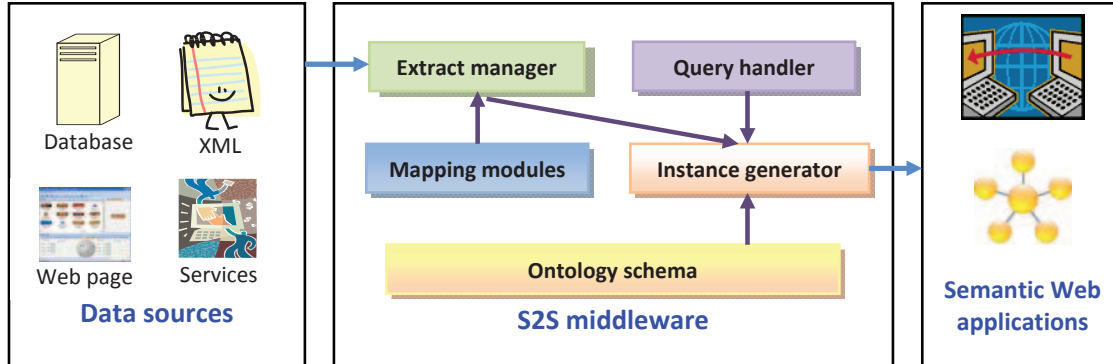 Database
XML
Web page
Services
Data sources
Extract manager
Query handler
Mapping modules
Instance generator
Ontology schema
S2S middleware
Semantic Web
applications